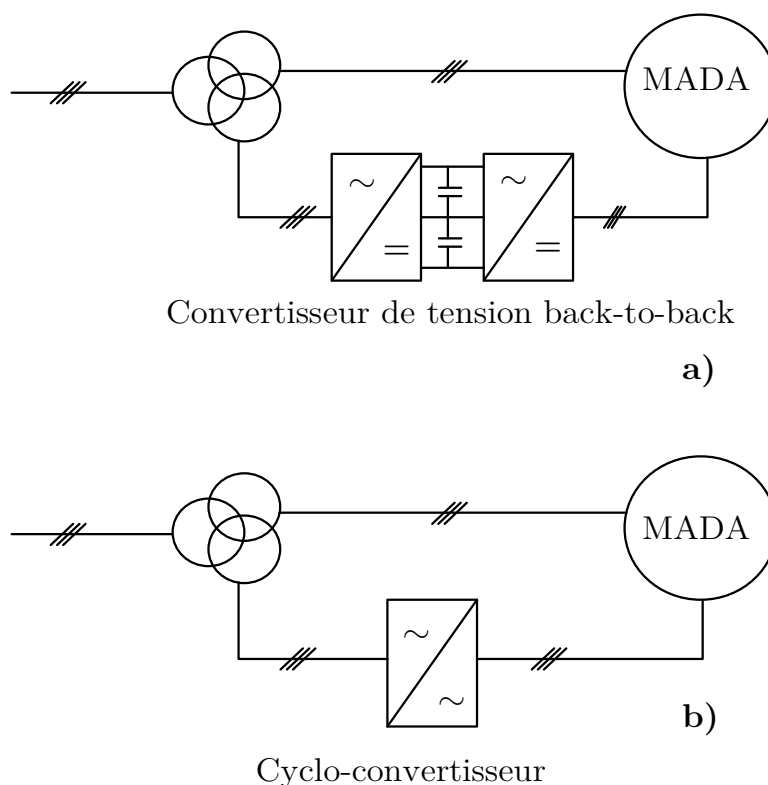 MADA
~
=
~
=
Convertisseur de tension back-to-back
a)
MADA
~
~
b)
Cyclo-convertisseur